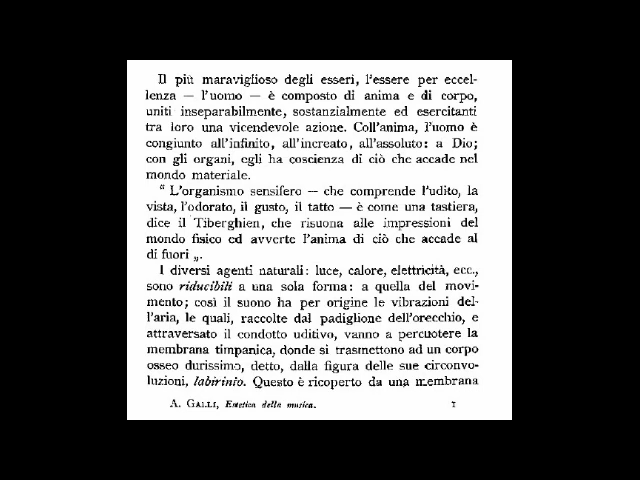 Il più maraviglioso degli esseri, l'essere per eccel-
lenza — l'uomo — è composto di anima e di corpo,
uniti inseparabilmente, sostanzialmente ed esercitanti
tra loro una vicendevole azione. Coll'anima, l'uomo è
congiunto all'infinito, all'increato, all'assoluto: a Dio;
con gli organi, egli ha coscienza di ciò che accade nel
mondo materiale.
“ L'organismo sensifero — che comprende l'udito, la
vista, l'odorato, il gusto, il tatto — è come una tastiera,
dice il Tiberghien, che risuona alle impressioni del
mondo fisico ed avverte l'anima di ciò che accade al
di fuori „.
I diversi agenti naturali: luce, calore, elettricità, ecc.,
sono riducibili a una sola forma: a quella del movi-
mento; così il suono ha per origine le vibrazioni del-
l'aria, le quali, raccolte dal padiglione dell'orecchio, e
attraversato il condotto uditivo, vanno a percuotere la
membrana timpanica, donde si trasmettono ad un corpo
osseo durissimo, detto, dalla figura delle sue circonvo-
luzioni, labirinto. Questo è ricoperto da una membrana
A. GALLI, Estetica della musica. 1